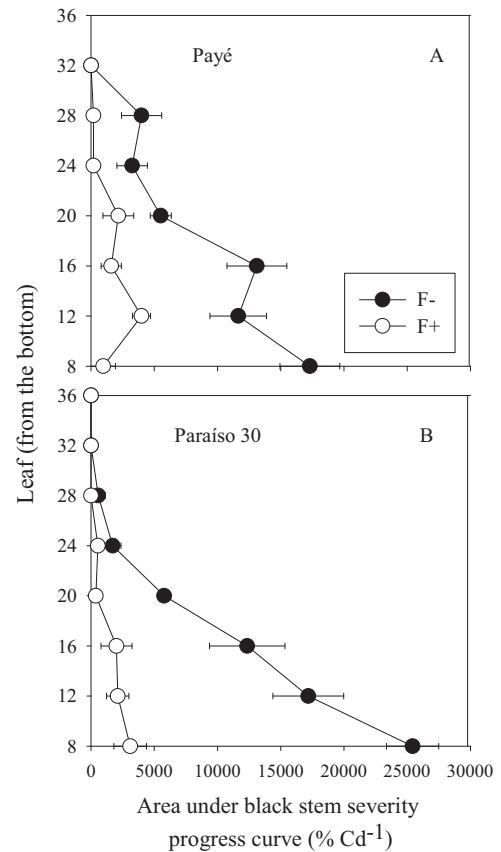 36
Payé A
32
28
24
20
16
F-
12
F+
8
36
Paraíso 30 B
32
28
24
20
16
12
8
0 5000 10000 15000 20000 25000 30000
Leaf (from the bottom)
Area under black stem severity
progress curve (% Cd-1)